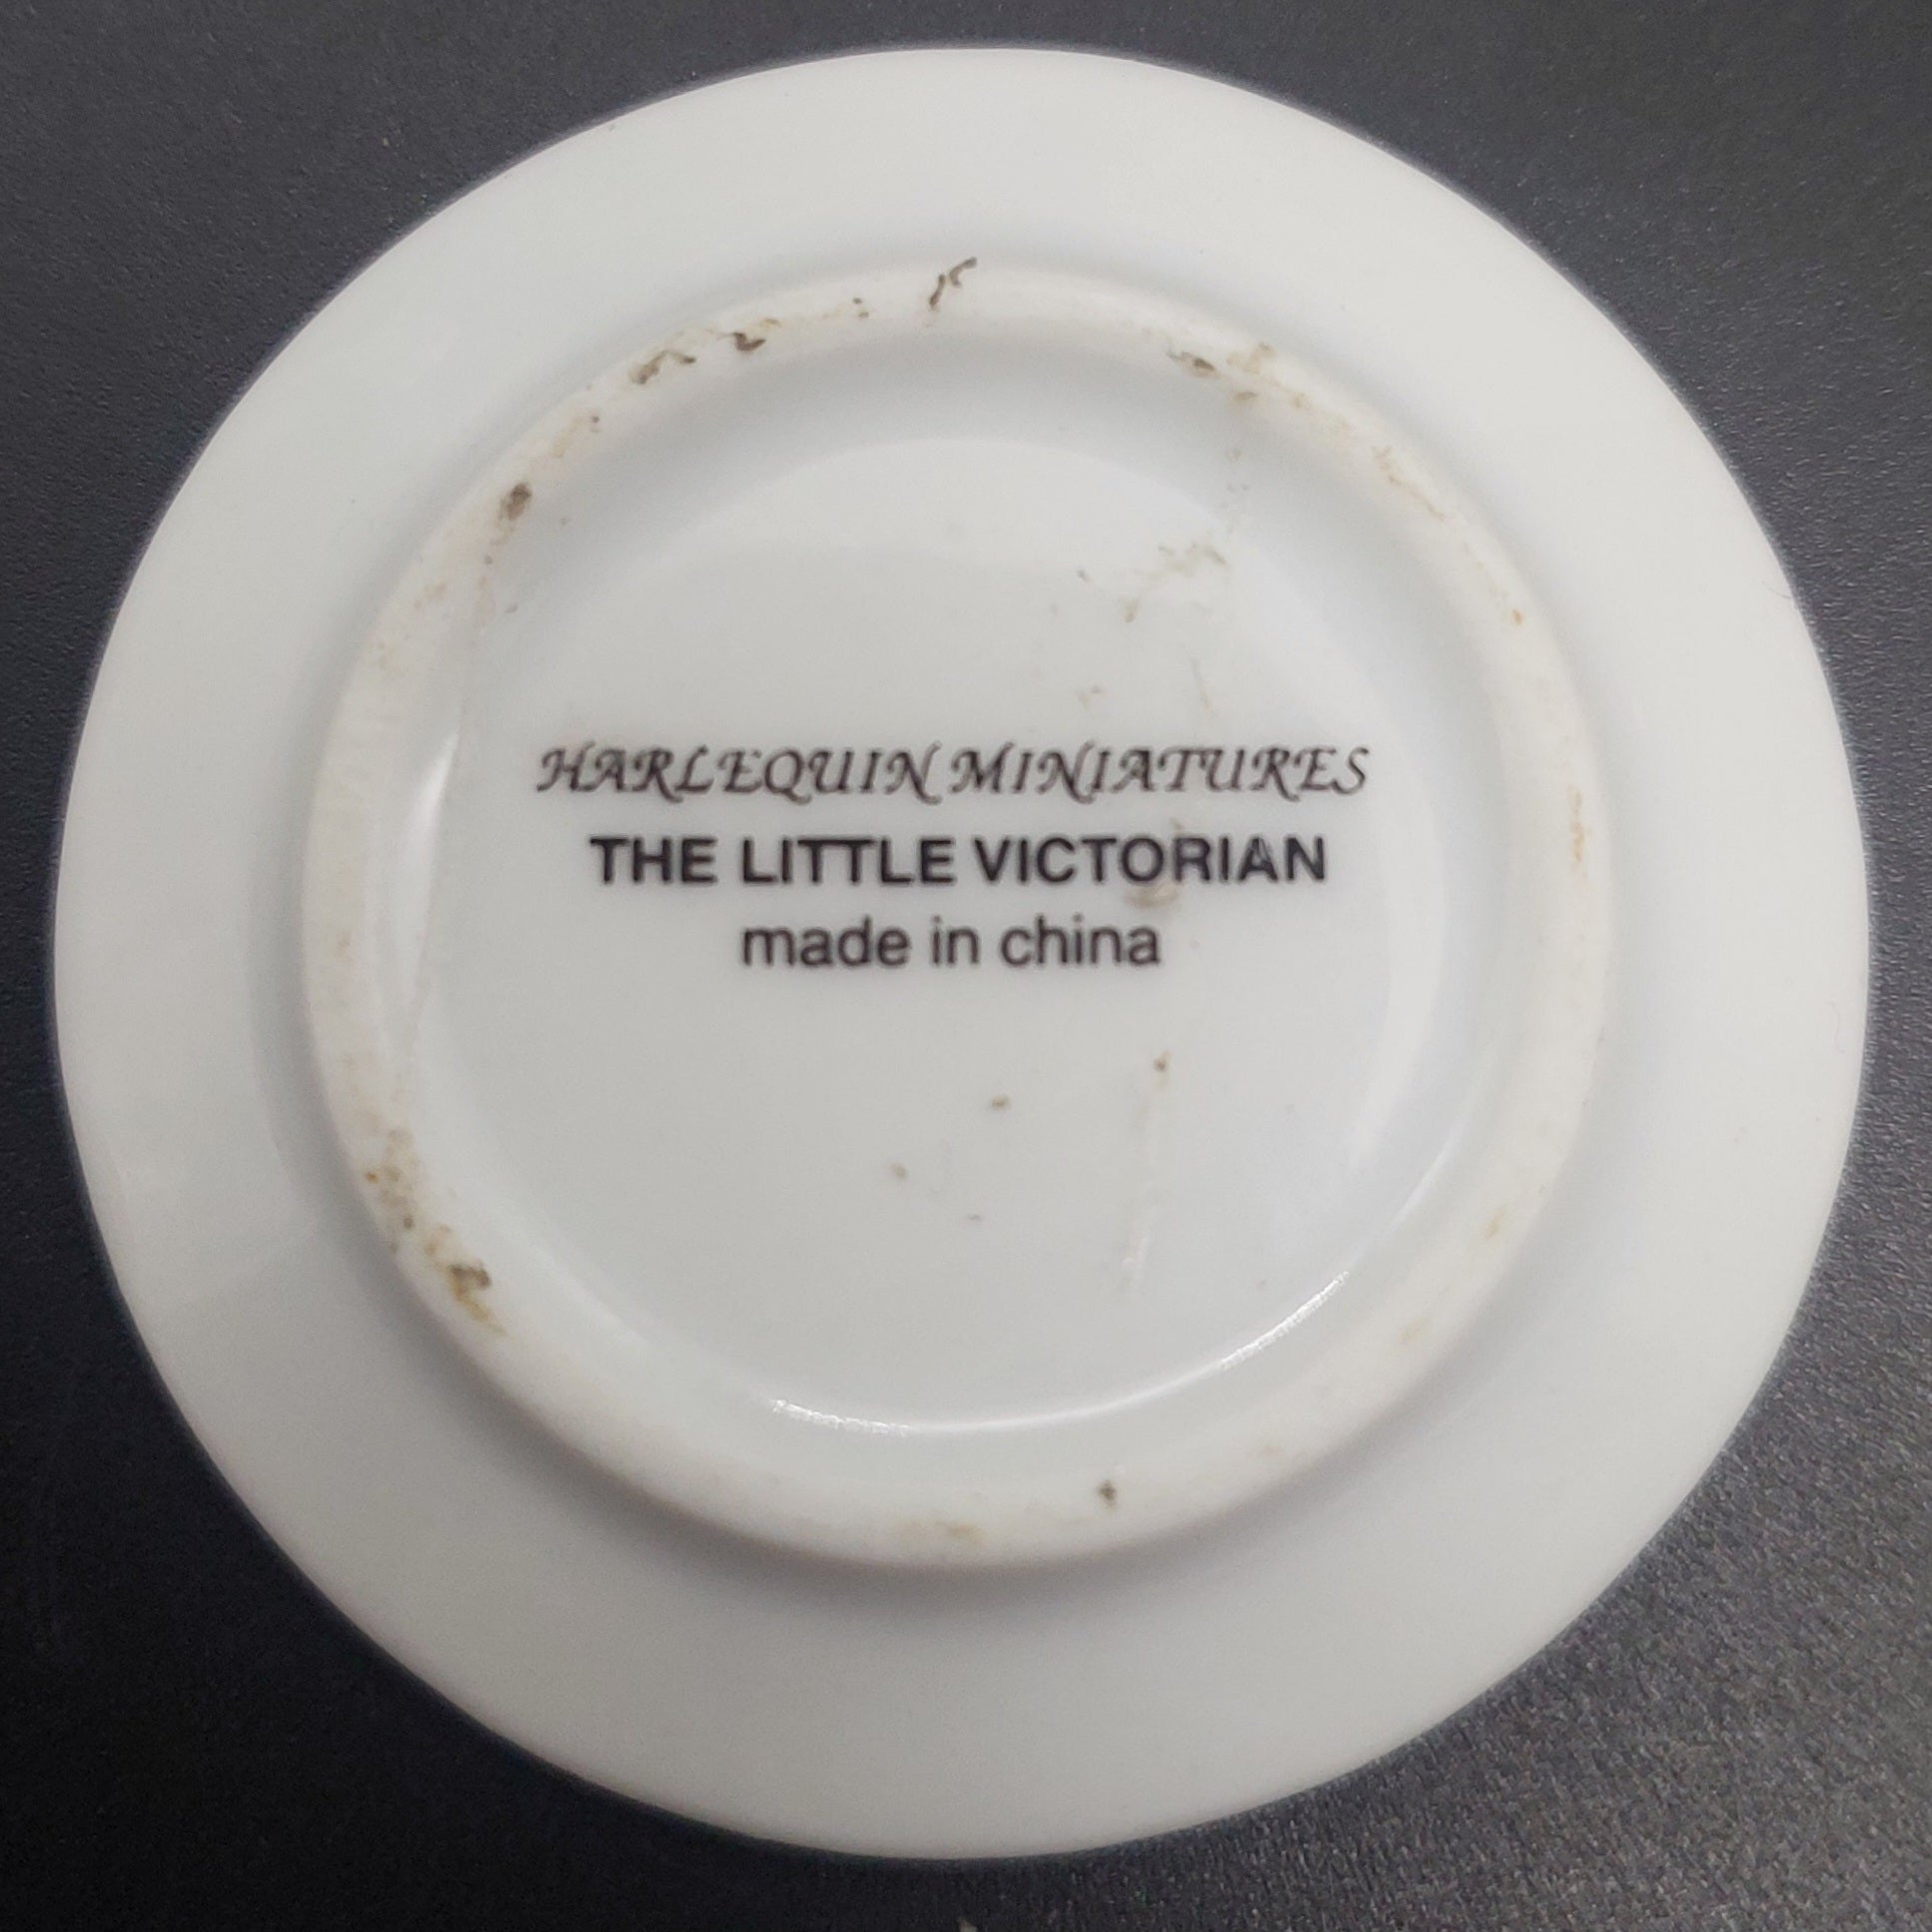 HARLEQUIN MINIATURES
THE LITTLE VICTORIAN
made in china